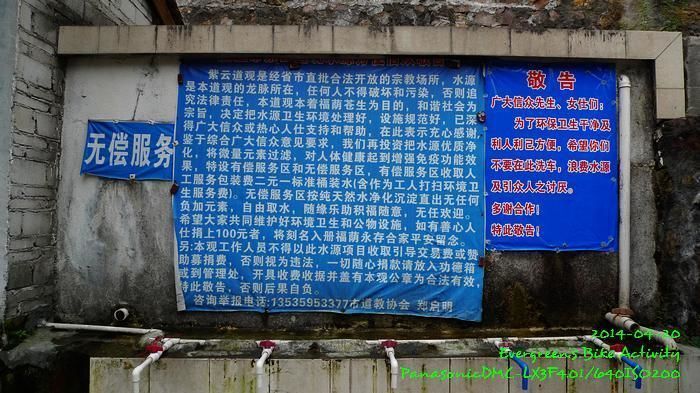 无偿服务
紫云道观是经省市直批合法开放的宗教场所，水源
是本道观的龙脉所在，任何人不得破坏和污染，否则追
究法律责任，本道观本着福荫苍生为目的，和谐社会为
宗旨，决定把水源卫生环境处理好，设施规范好，已深
得广大信众或热心人仕支持和帮助，在此表示充心感谢，
鉴于综合广大信众意见要求，我们再投资把水源优质净
化，将微量元素过滤，对人体健康起到增强免疫功能效
果，特设有偿服务区和无偿服务区，有偿服务区收取人
工服务包装费二元一标准桶装水(含作为工人打扫环境卫
生服务费)。无偿服务区按纯天然水净化沉淀直出无任何
负加元素，自由取水，随缘乐助积福随意，无任欢迎。
希望大家共同维护好环境卫生和公物设施，如有善心人
仕捐上100元者，将刻名入册福荫永存合家平安留念。
另:本观工作人员不得以此水源项目收取引导交易费或赞
助募捐费，否则视为违法，一切随心捐款请放入功德箱
或到管理处，开具收费收据并盖有本观公章为合法有效，
特此敬告，否则后果自负。
咨询举报电话:13535953377市道教协会 郑启明
敬告
广大信众先生、女仕们：
为了环保卫生干净及
利人利己方便，希望你们
不要在此洗车，浪费水源
及引众人之讨厌。
多谢合作！
特此敬告！
2014-04-30
Evergreen's Bike Activity
PanasonicDMC-LX3F401/640ISO200